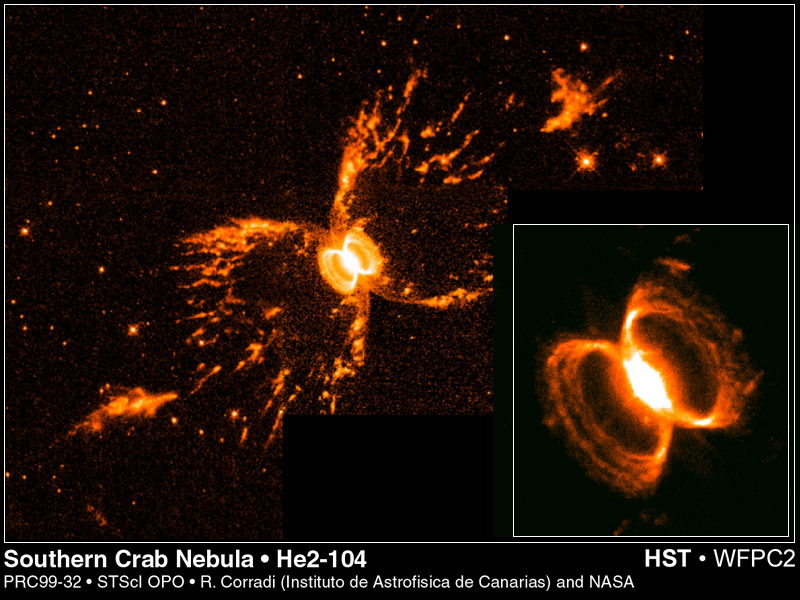 Southern Crab Nebula • He2-104
HST • WFPC2
PRC99-32 • STScI OPO • R. Corradi (Instituto de Astrofisica de Canarias) and NASA